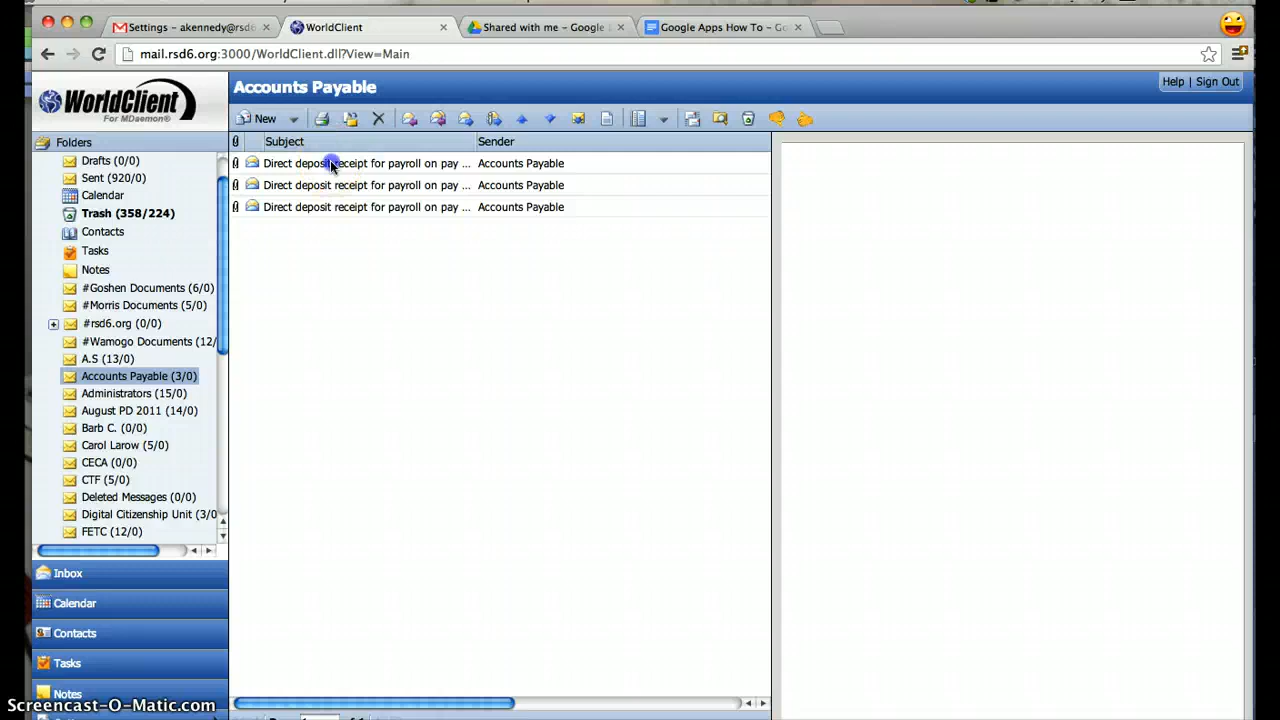 Settings - akennedy@rsd6
WorldClient
Shared with me - Google
Google Apps How To -
mail.rsd6.org:3000/WorldClient.dll?View=Main
WorldClient
For MDaemon®
Accounts Payable
Help | Sign Out
New
Folders
Subject
Sender
Drafts (0/0)
Sent (920/0)
Calendar
Trash (358/224)
Contacts
Tasks
Notes
#Goshen Documents (6/0)
#Morris Documents (5/0)
#rsd6.org (0/0)
#Wamogo Documents (12/
A.S (13/0)
Accounts Payable (3/0)
Administrators (15/0)
August PD 2011 (14/0)
Barb C. (0/0)
Carol Larow (5/0)
CECA (0/0)
CTF (5/0)
Deleted Messages (0/0)
Digital Citizenship Unit (3/0
FETC (12/0)
Direct deposit receipt for payroll on pay ... Accounts Payable
Direct deposit receipt for payroll on pay ... Accounts Payable
Direct deposit receipt for payroll on pay ... Accounts Payable
Inbox
Calendar
Contacts
Tasks
Notes
Screencast-O-Matic.com